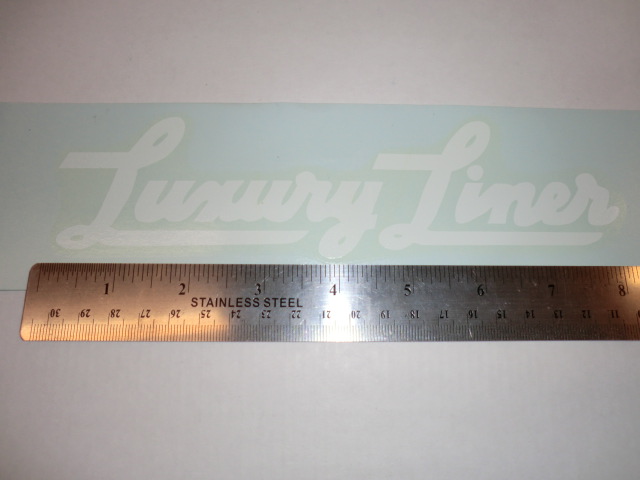 Luxury Liner
1 2 3 4 5 6 7 8
STAINLESS STEEL
30 29 28 27 26 25 24 23 22 21 20 19 18 17 16 15 14 13 12 11 10